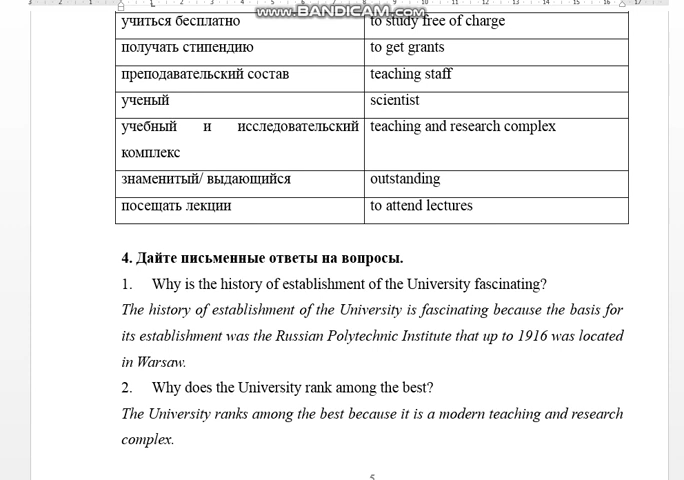 WWW.BANDICAM.COM
учиться бесплатно to study free of charge
получать стипендию to get grants
преподавательский состав teaching staff
ученый scientist
учебный и исследовательский teaching and research complex
комплекс
знаменитый/ выдающийся outstanding
посещать лекции to attend lectures
4. Дайте письменные ответы на вопросы.
1. Why is the history of establishment of the University fascinating?
The history of establishment of the University is fascinating because the basis for
its establishment was the Russian Polytechnic Institute that up to 1916 was located
in Warsaw.
2. Why does the University rank among the best?
The University ranks among the best because it is a modern teaching and research
complex.
5